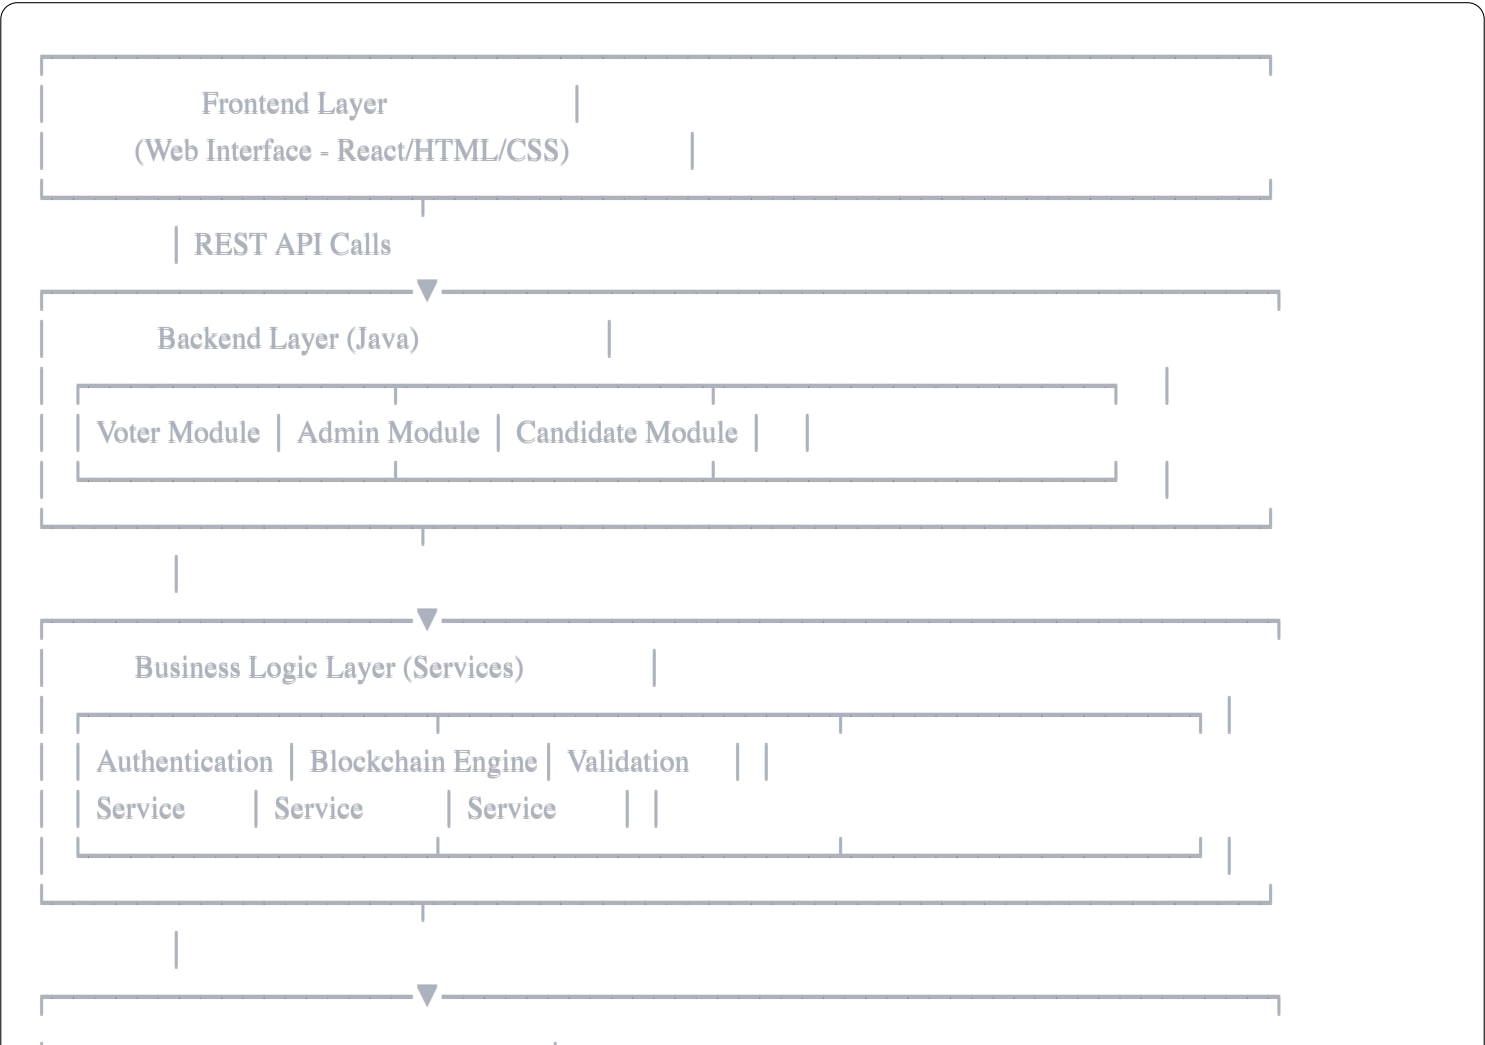 Frontend Layer
(Web Interface - React/HTML/CSS)
REST API Calls
▼
Backend Layer (Java)
│ Voter Module │ Admin Module │ Candidate Module │ │
▼
Business Logic Layer (Services)
│ Authentication │ Blockchain Engine│ Validation │ │
│ Service │ Service │ Service │ │
▼